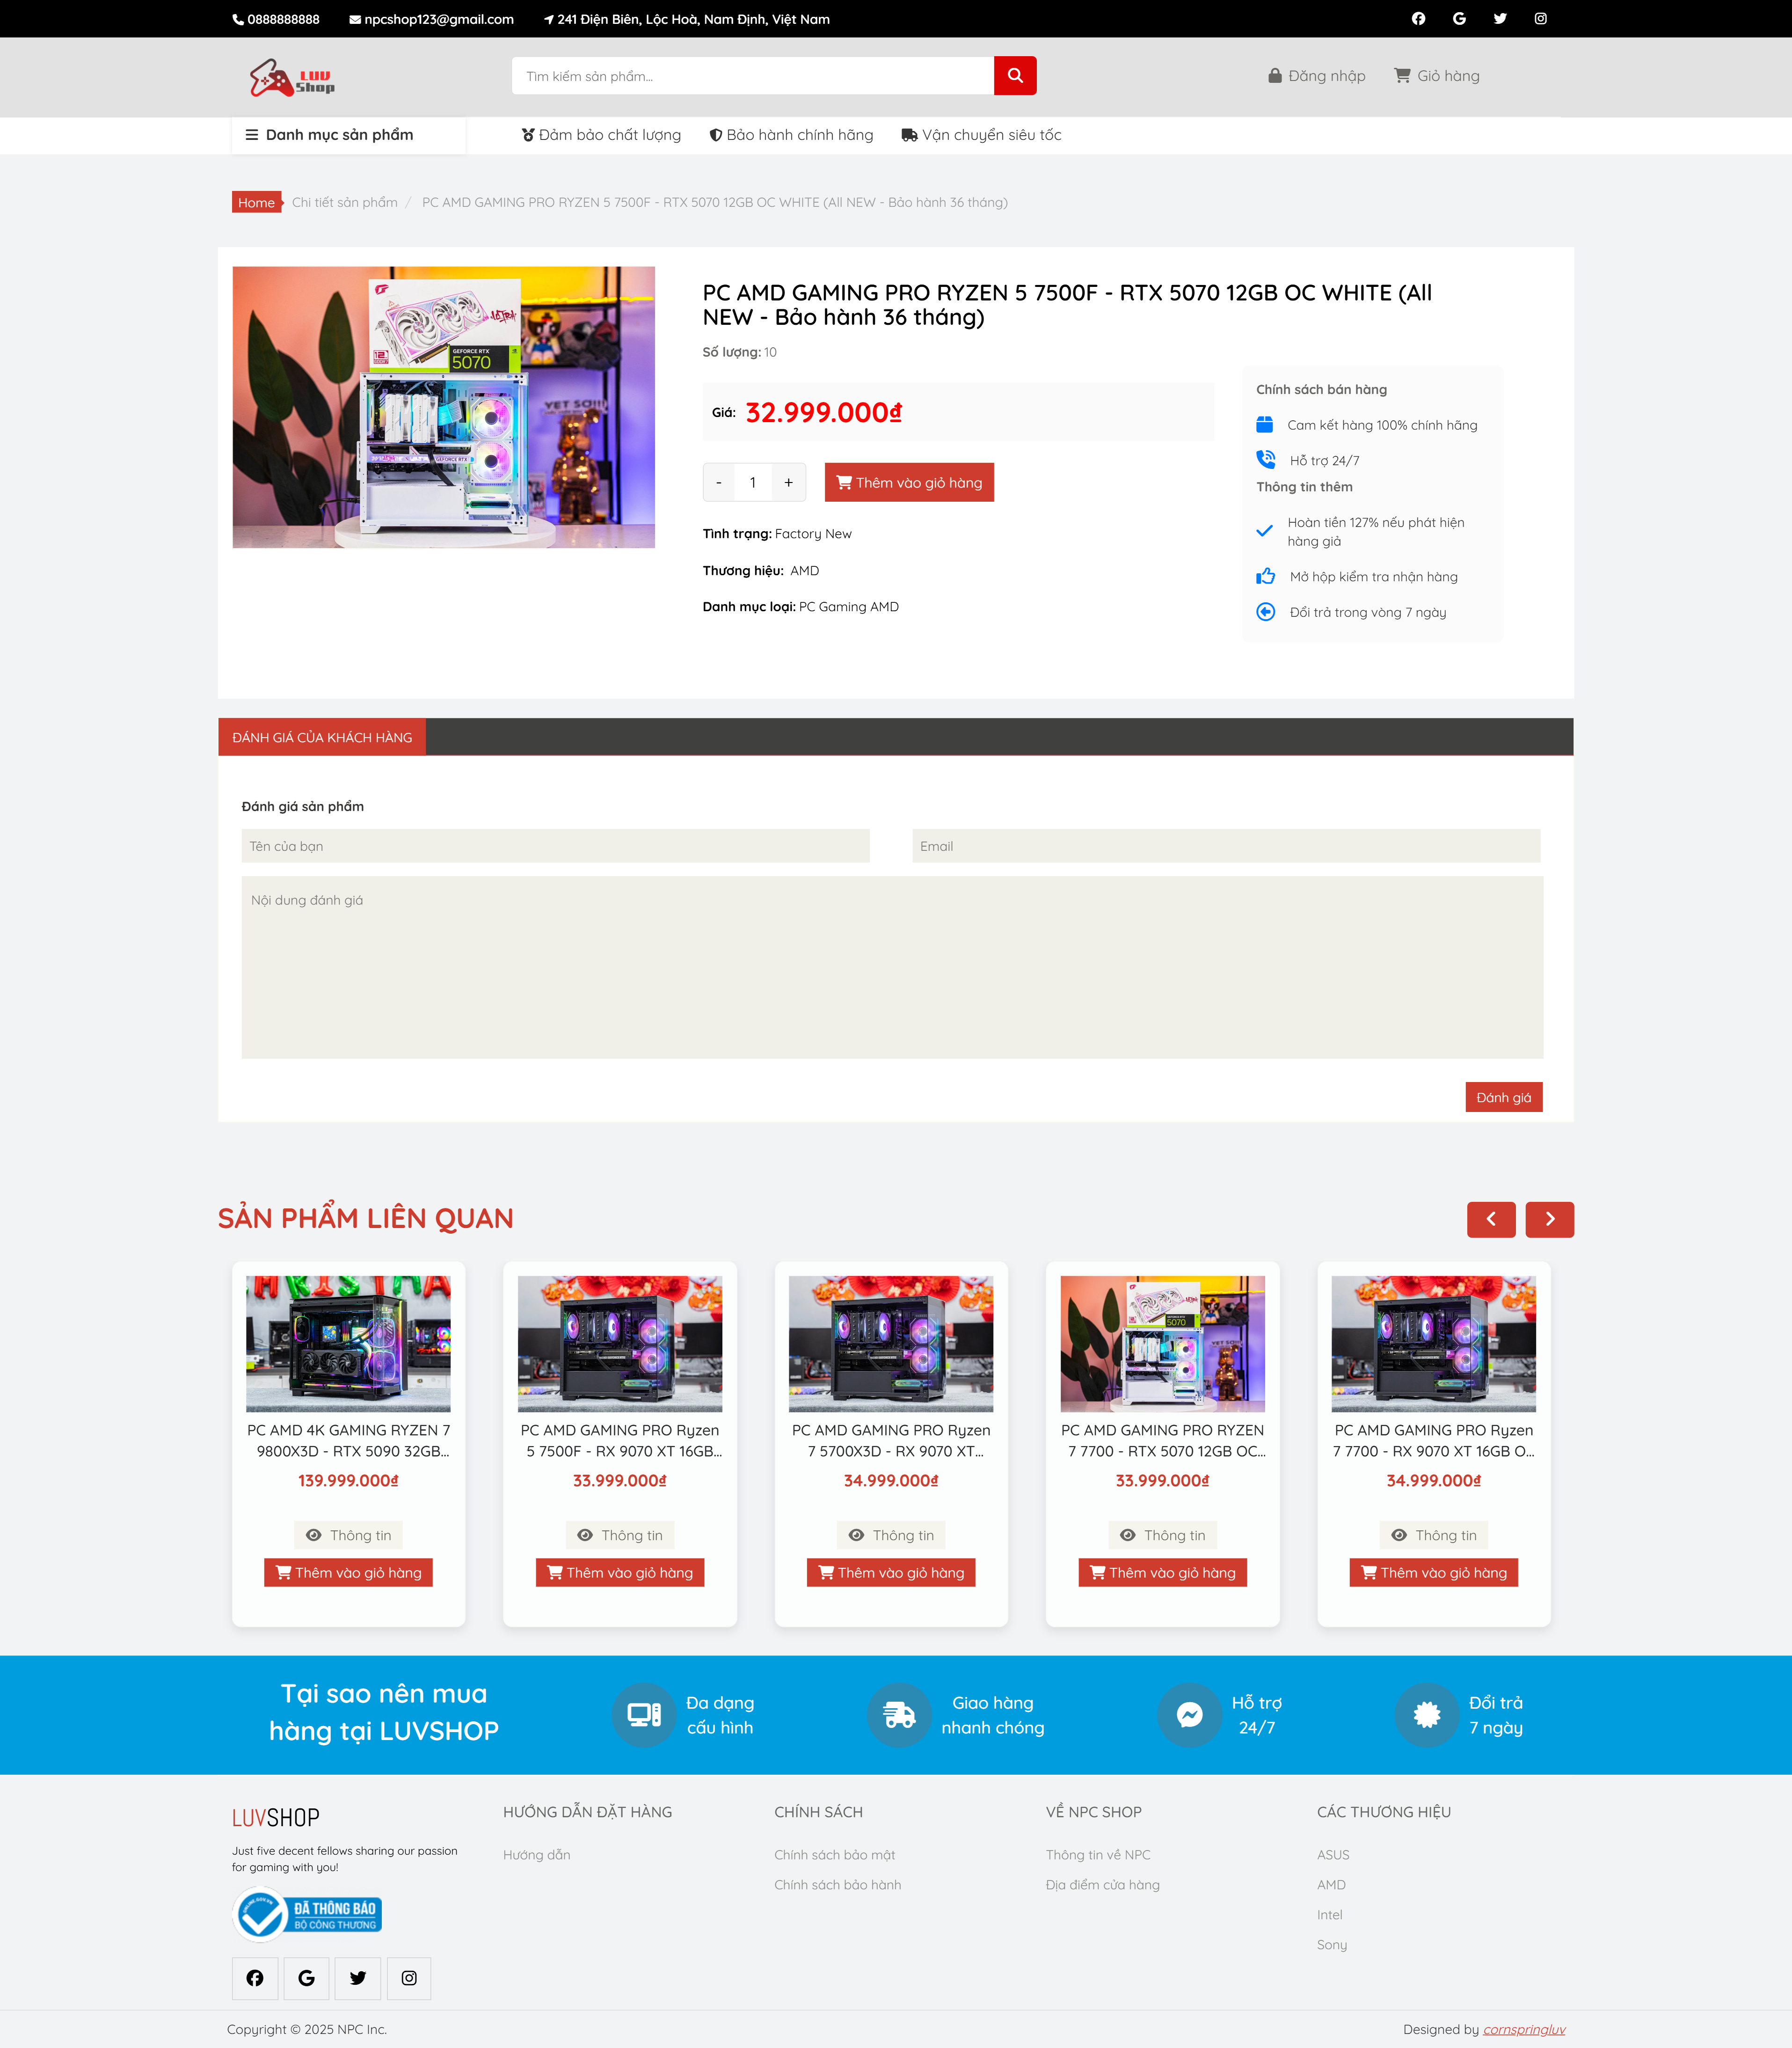 0888888888 npcshop123@gmail.com 241 Điện Biên, Lộc Hoà, Nam Định, Việt Nam
LUV
Shop
Tìm kiếm sản phẩm...
Đăng nhập Giỏ hàng
Danh mục sản phẩm Đảm bảo chất lượng Bảo hành chính hãng Vận chuyển siêu tốc
Home Chi tiết sản phẩm / PC AMD GAMING PRO RYZEN 5 7500F - RTX 5070 12GB OC WHITE (All NEW - Bảo hành 36 tháng)
GEFORCE RTX
5070
YET SO!!!
GEFORCE RTX
PC AMD GAMING PRO RYZEN 5 7500F - RTX 5070 12GB OC WHITE (All
NEW - Bảo hành 36 tháng)
Số lượng: 10
Giá: 32.999.000₫
- 1 + Thêm vào giỏ hàng
Tình trạng: Factory New
Thương hiệu: AMD
Danh mục loại: PC Gaming AMD
Chính sách bán hàng
Cam kết hàng 100% chính hãng
Hỗ trợ 24/7
Thông tin thêm
Hoàn tiền 127% nếu phát hiện
hàng giả
Mở hộp kiểm tra nhận hàng
Đổi trả trong vòng 7 ngày
ĐÁNH GIÁ CỦA KHÁCH HÀNG
Đánh giá sản phẩm
Tên của bạn
Email
Nội dung đánh giá
Đánh giá
SẢN PHẨM LIÊN QUAN
PC AMD 4K GAMING RYZEN 7
9800X3D - RTX 5090 32GB...
139.999.000₫
Thông tin
Thêm vào giỏ hàng
PC AMD GAMING PRO Ryzen
5 7500F - RX 9070 XT 16GB...
33.999.000₫
Thông tin
Thêm vào giỏ hàng
PC AMD GAMING PRO Ryzen
7 5700X3D - RX 9070 XT...
34.999.000₫
Thông tin
Thêm vào giỏ hàng
5070
PC AMD GAMING PRO RYZEN
7 7700 - RTX 5070 12GB OC...
33.999.000₫
Thông tin
Thêm vào giỏ hàng
PC AMD GAMING PRO Ryzen
7 7700 - RX 9070 XT 16GB O...
34.999.000₫
Thông tin
Thêm vào giỏ hàng
Tại sao nên mua
hàng tại LUVSHOP
Đa dạng
cấu hình
Giao hàng
nhanh chóng
Hỗ trợ
24/7
Đổi trả
7 ngày
LUVSHOP
Just five decent fellows sharing our passion
for gaming with you!
ĐÃ THÔNG BÁO
BỘ CÔNG THƯƠNG
HƯỚNG DẪN ĐẶT HÀNG
Hướng dẫn
CHÍNH SÁCH
Chính sách bảo mật
Chính sách bảo hành
VỀ NPC SHOP
Thông tin về NPC
Địa điểm cửa hàng
CÁC THƯƠNG HIỆU
ASUS
AMD
Intel
Sony
Copyright © 2025 NPC Inc.
Designed by cornspringluv